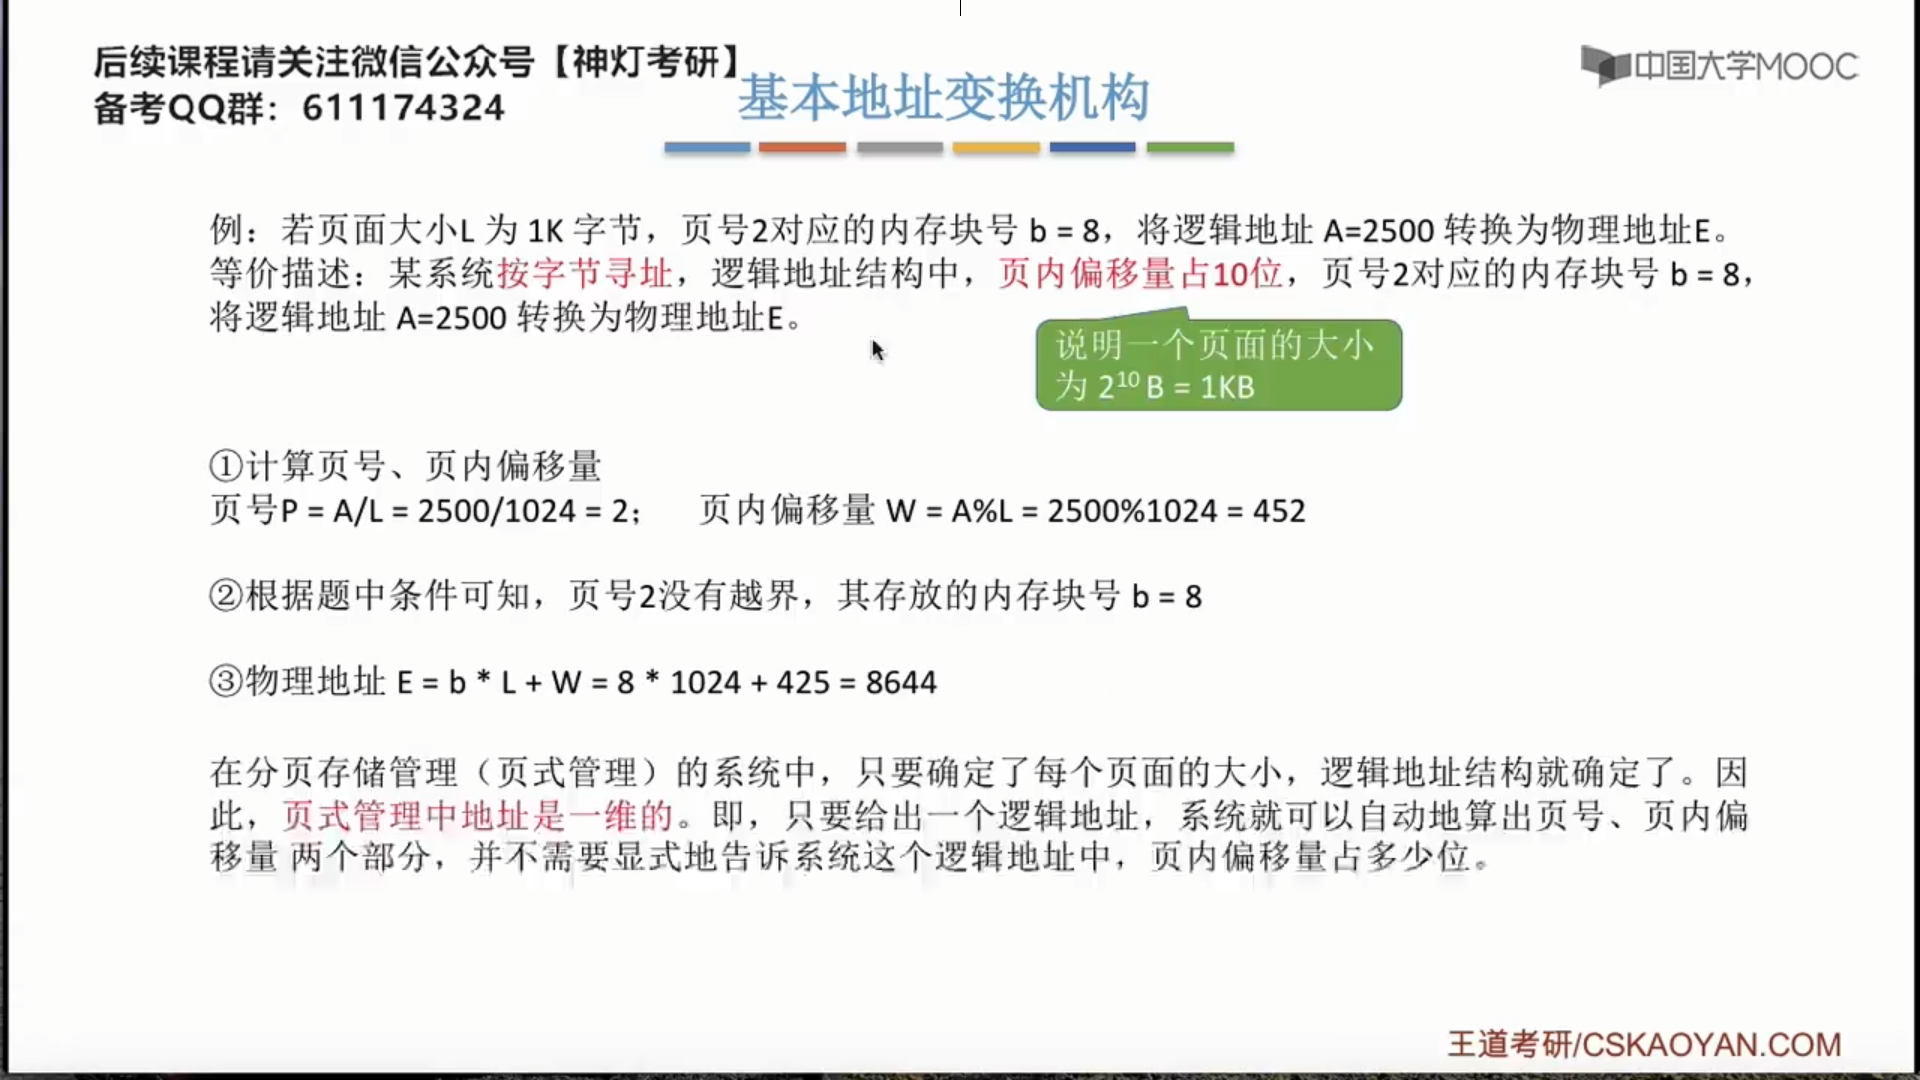 后续课程请关注微信公众号【神灯考研】
备考QQ群：611174324
中国大学MOOC
基本地址变换机构
例：若页面大小L 为 1K 字节，页号2对应的内存块号 b = 8，将逻辑地址 A=2500 转换为物理地址E。
等价描述：某系统按字节寻址，逻辑地址结构中，页内偏移量占10位，页号2对应的内存块号 b = 8，
将逻辑地址 A=2500 转换为物理地址E。
说明一个页面的大小
为 2¹⁰ B = 1KB
①计算页号、页内偏移量
页号P = A/L = 2500/1024 = 2； 页内偏移量 W = A%L = 2500%1024 = 452
②根据题中条件可知，页号2没有越界，其存放的内存块号 b = 8
③物理地址 E = b * L + W = 8 * 1024 + 425 = 8644
在分页存储管理（页式管理）的系统中，只要确定了每个页面的大小，逻辑地址结构就确定了。因
此，页式管理中地址是一维的。即，只要给出一个逻辑地址，系统就可以自动地算出页号、页内偏
移量 两个部分，并不需要显式地告诉系统这个逻辑地址中，页内偏移量占多少位。
王道考研/CSKAOYAN.COM